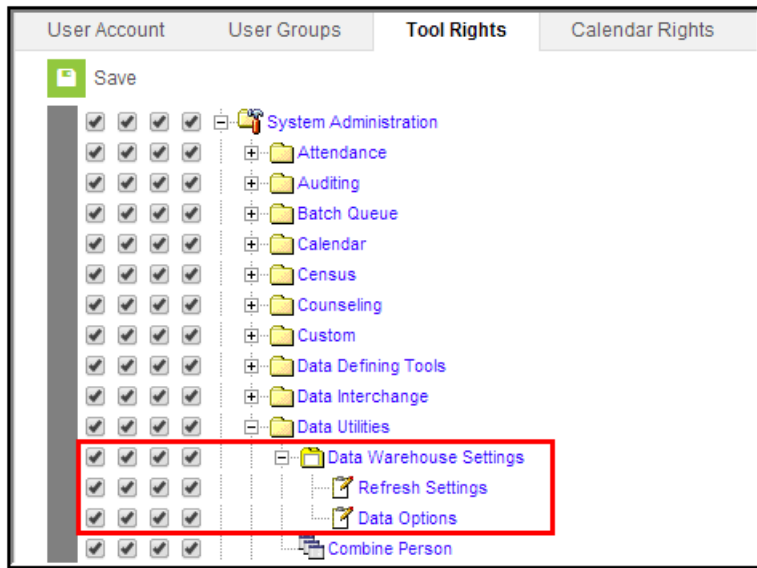 User Account User Groups Tool Rights Calendar Rights
Save
System Administration
Attendance
Auditing
Batch Queue
Calendar
Census
Counseling
Custom
Data Defining Tools
Data Interchange
Data Utilities
Data Warehouse Settings
Refresh Settings
Data Options
Combine Person